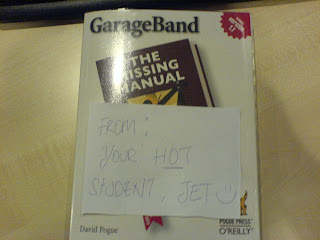 GarageBand
THE
MISSING
MANUAL
FROM:
'YOUR' HOT
STUDENT, JET
David Pogue
POGUE PRESS
O'REILLY